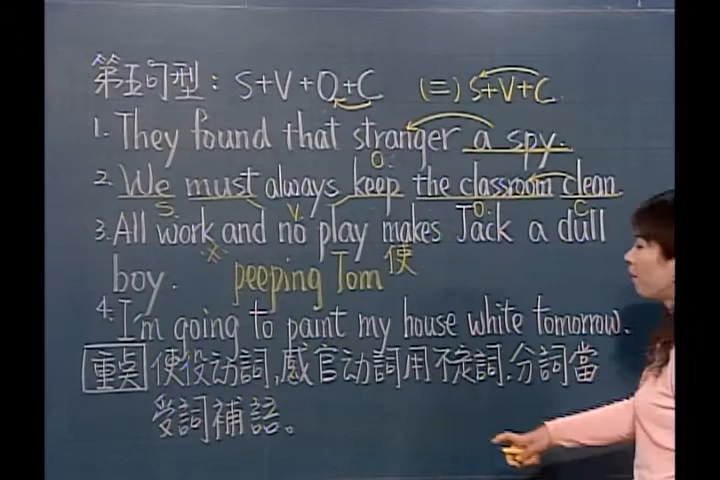 第五句型：S+V+O+C (二) S+V+C
1. They found that stranger a spy.
O.
2. We must always keep the classroom clean.
S. V O. C
3. All work and no play makes Jack a dull
boy. peeping Tom 使
4. I'm going to paint my house white tomorrow.
重点 使役动詞,感官动詞用不定詞.分詞當
受詞補語。